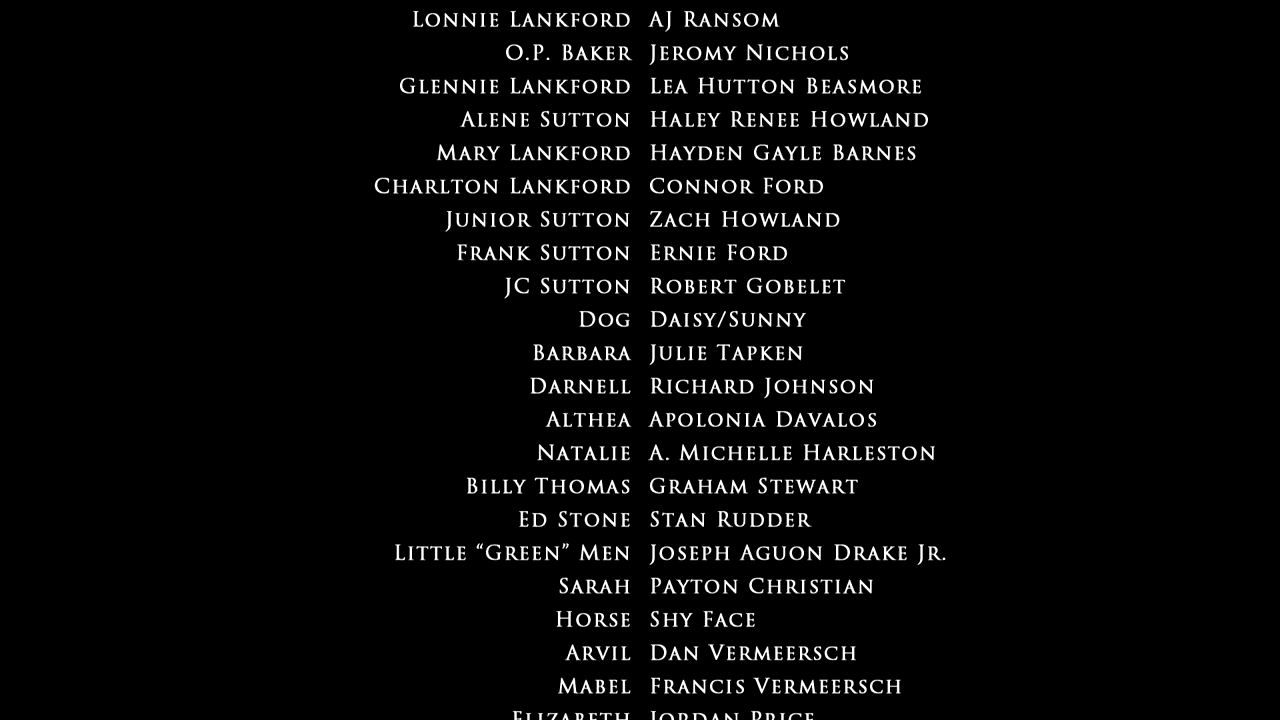 Lonnie Lankford AJ Ransom
O.P. Baker Jeromy Nichols
Glennie Lankford Lea Hutton Beasmore
Alene Sutton Haley Renee Howland
Mary Lankford Hayden Gayle Barnes
Charlton Lankford Connor Ford
Junior Sutton Zach Howland
Frank Sutton Ernie Ford
JC Sutton Robert Gobelet
Dog Daisy/Sunny
Barbara Julie Tapken
Darnell Richard Johnson
Althea Apolonia Davalos
Natalie A. Michelle Harleston
Billy Thomas Graham Stewart
Ed Stone Stan Rudder
Little “Green” Men Joseph Aguon Drake Jr.
Sarah Payton Christian
Horse Shy Face
Arvil Dan Vermeersch
Mabel Francis Vermeersch
Elizabeth Jordan Price